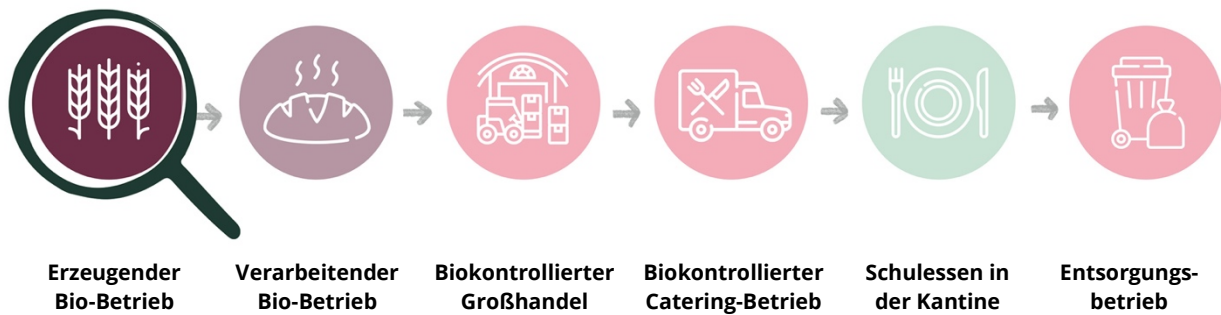 Erzeugender
Bio-Betrieb
Verarbeitender
Bio-Betrieb
Biokontrollierter
Großhandel
Biokontrollierter
Catering-Betrieb
Schulessen in
der Kantine
Entsorgungs-
betrieb